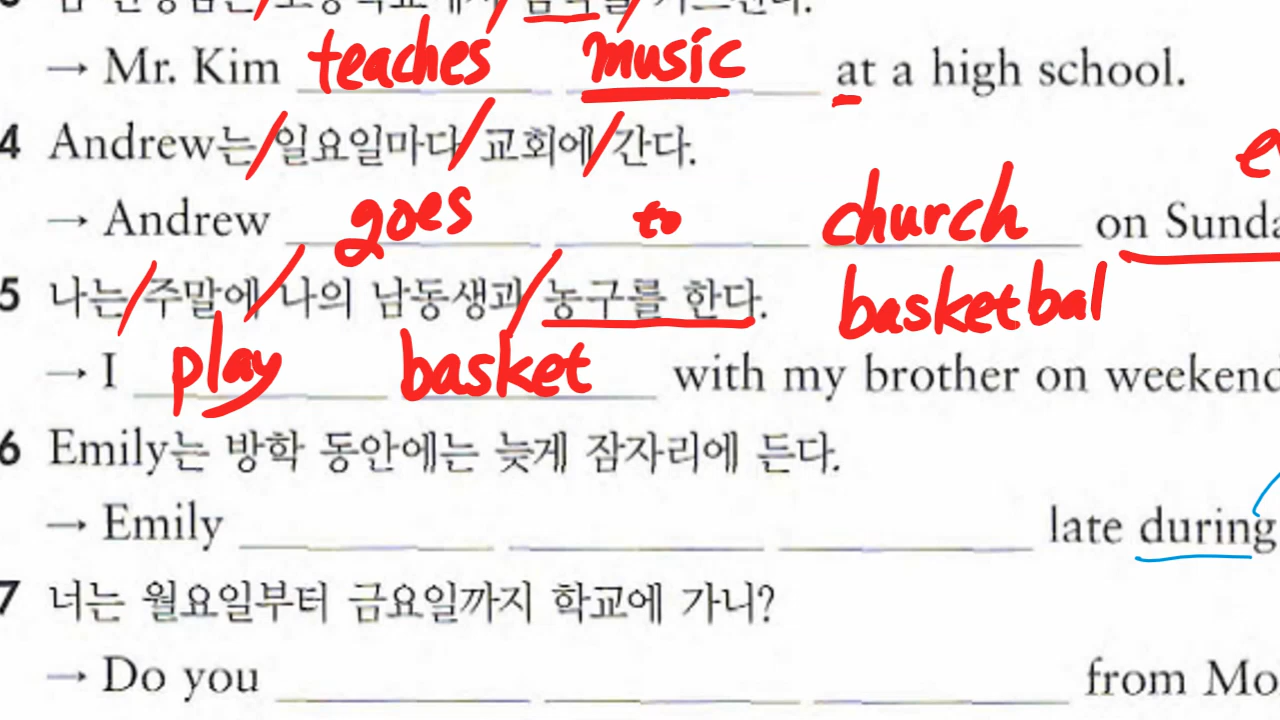 → Mr. Kim teaches music at a high school.
4 Andrew는/일요일마다/교회에/간다.
→ Andrew goes to church on Sunda
5 나는/주말에/나의 남동생과/농구를 한다. basketbal
→ I play basket with my brother on weekend
6 Emily는 방학 동안에는 늦게 잠자리에 든다.
→ Emily late during
7 너는 월요일부터 금요일까지 학교에 가니?
→ Do you from Mo